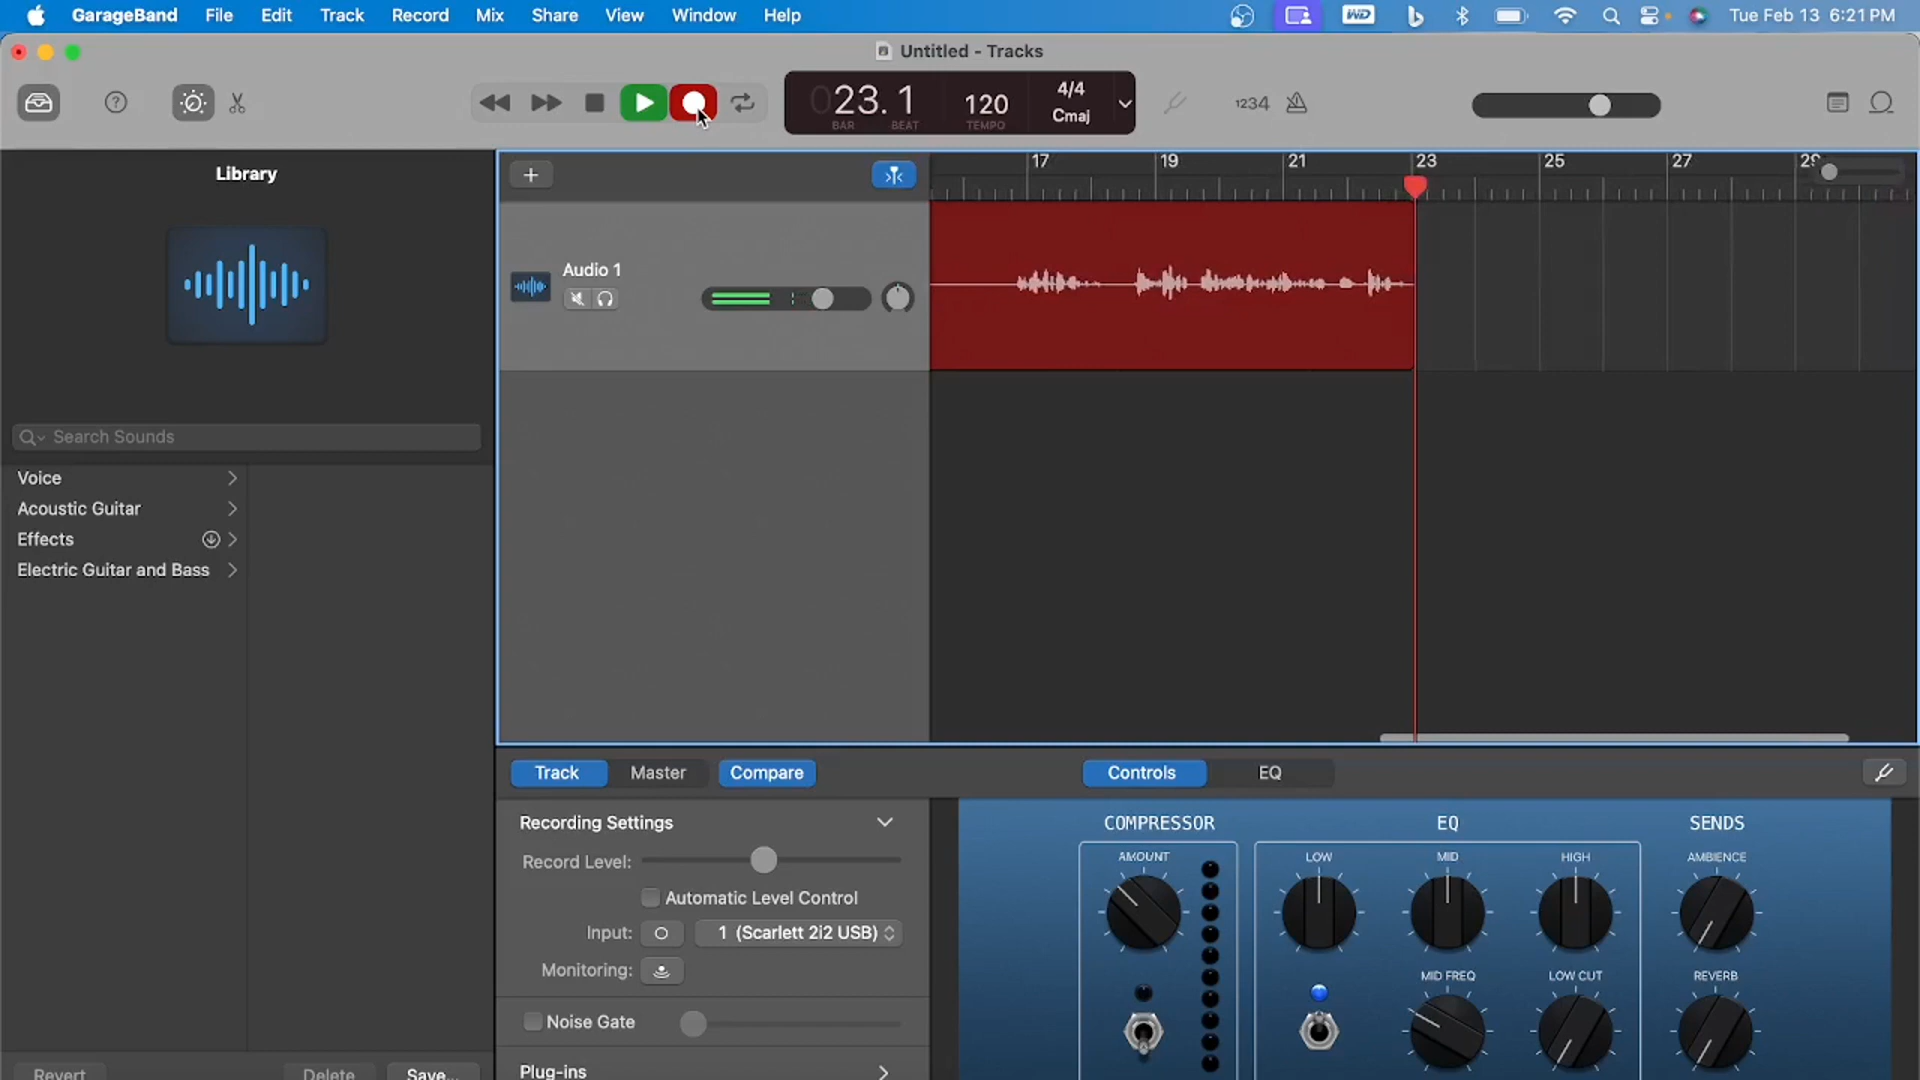 GarageBand File Edit Track Record Mix Share View Window Help WD Tue Feb 13 6:21 PM
Untitled - Tracks
023.1 120 4/4
Cmaj
BAR BEAT TEMPO
1234
Library
17 19 21 23 25 27 29
Audio 1
Search Sounds
Voice
Acoustic Guitar
Effects
Electric Guitar and Bass
Track Master Compare Controls EQ
Recording Settings
Record Level:
Automatic Level Control
Input: 1 (Scarlett 2i2 USB)
Monitoring:
Noise Gate
Plug-ins
COMPRESSOR EQ SENDS
AMOUNT LOW MID HIGH AMBIENCE
MID FREQ LOW CUT REVERB
Revert Delete Save...